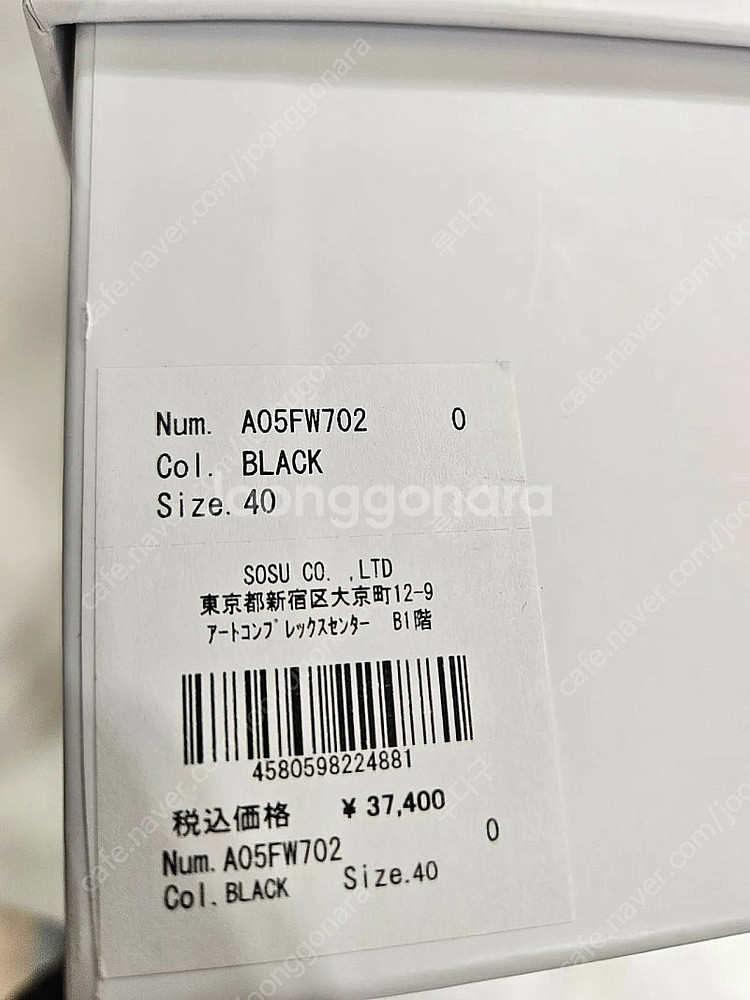 Num. A05FW702 0
Col. BLACK
Size. 40
joonggonara
SOSU CO. ,LTD
東京都新宿区大京町12-9
アートコンプレックスセンター B1階
4580598224881
税込価格 ¥ 37,400
Num. A05FW702 0
Col. BLACK Size. 40
cafe.naver.com/joonggonara
루디구